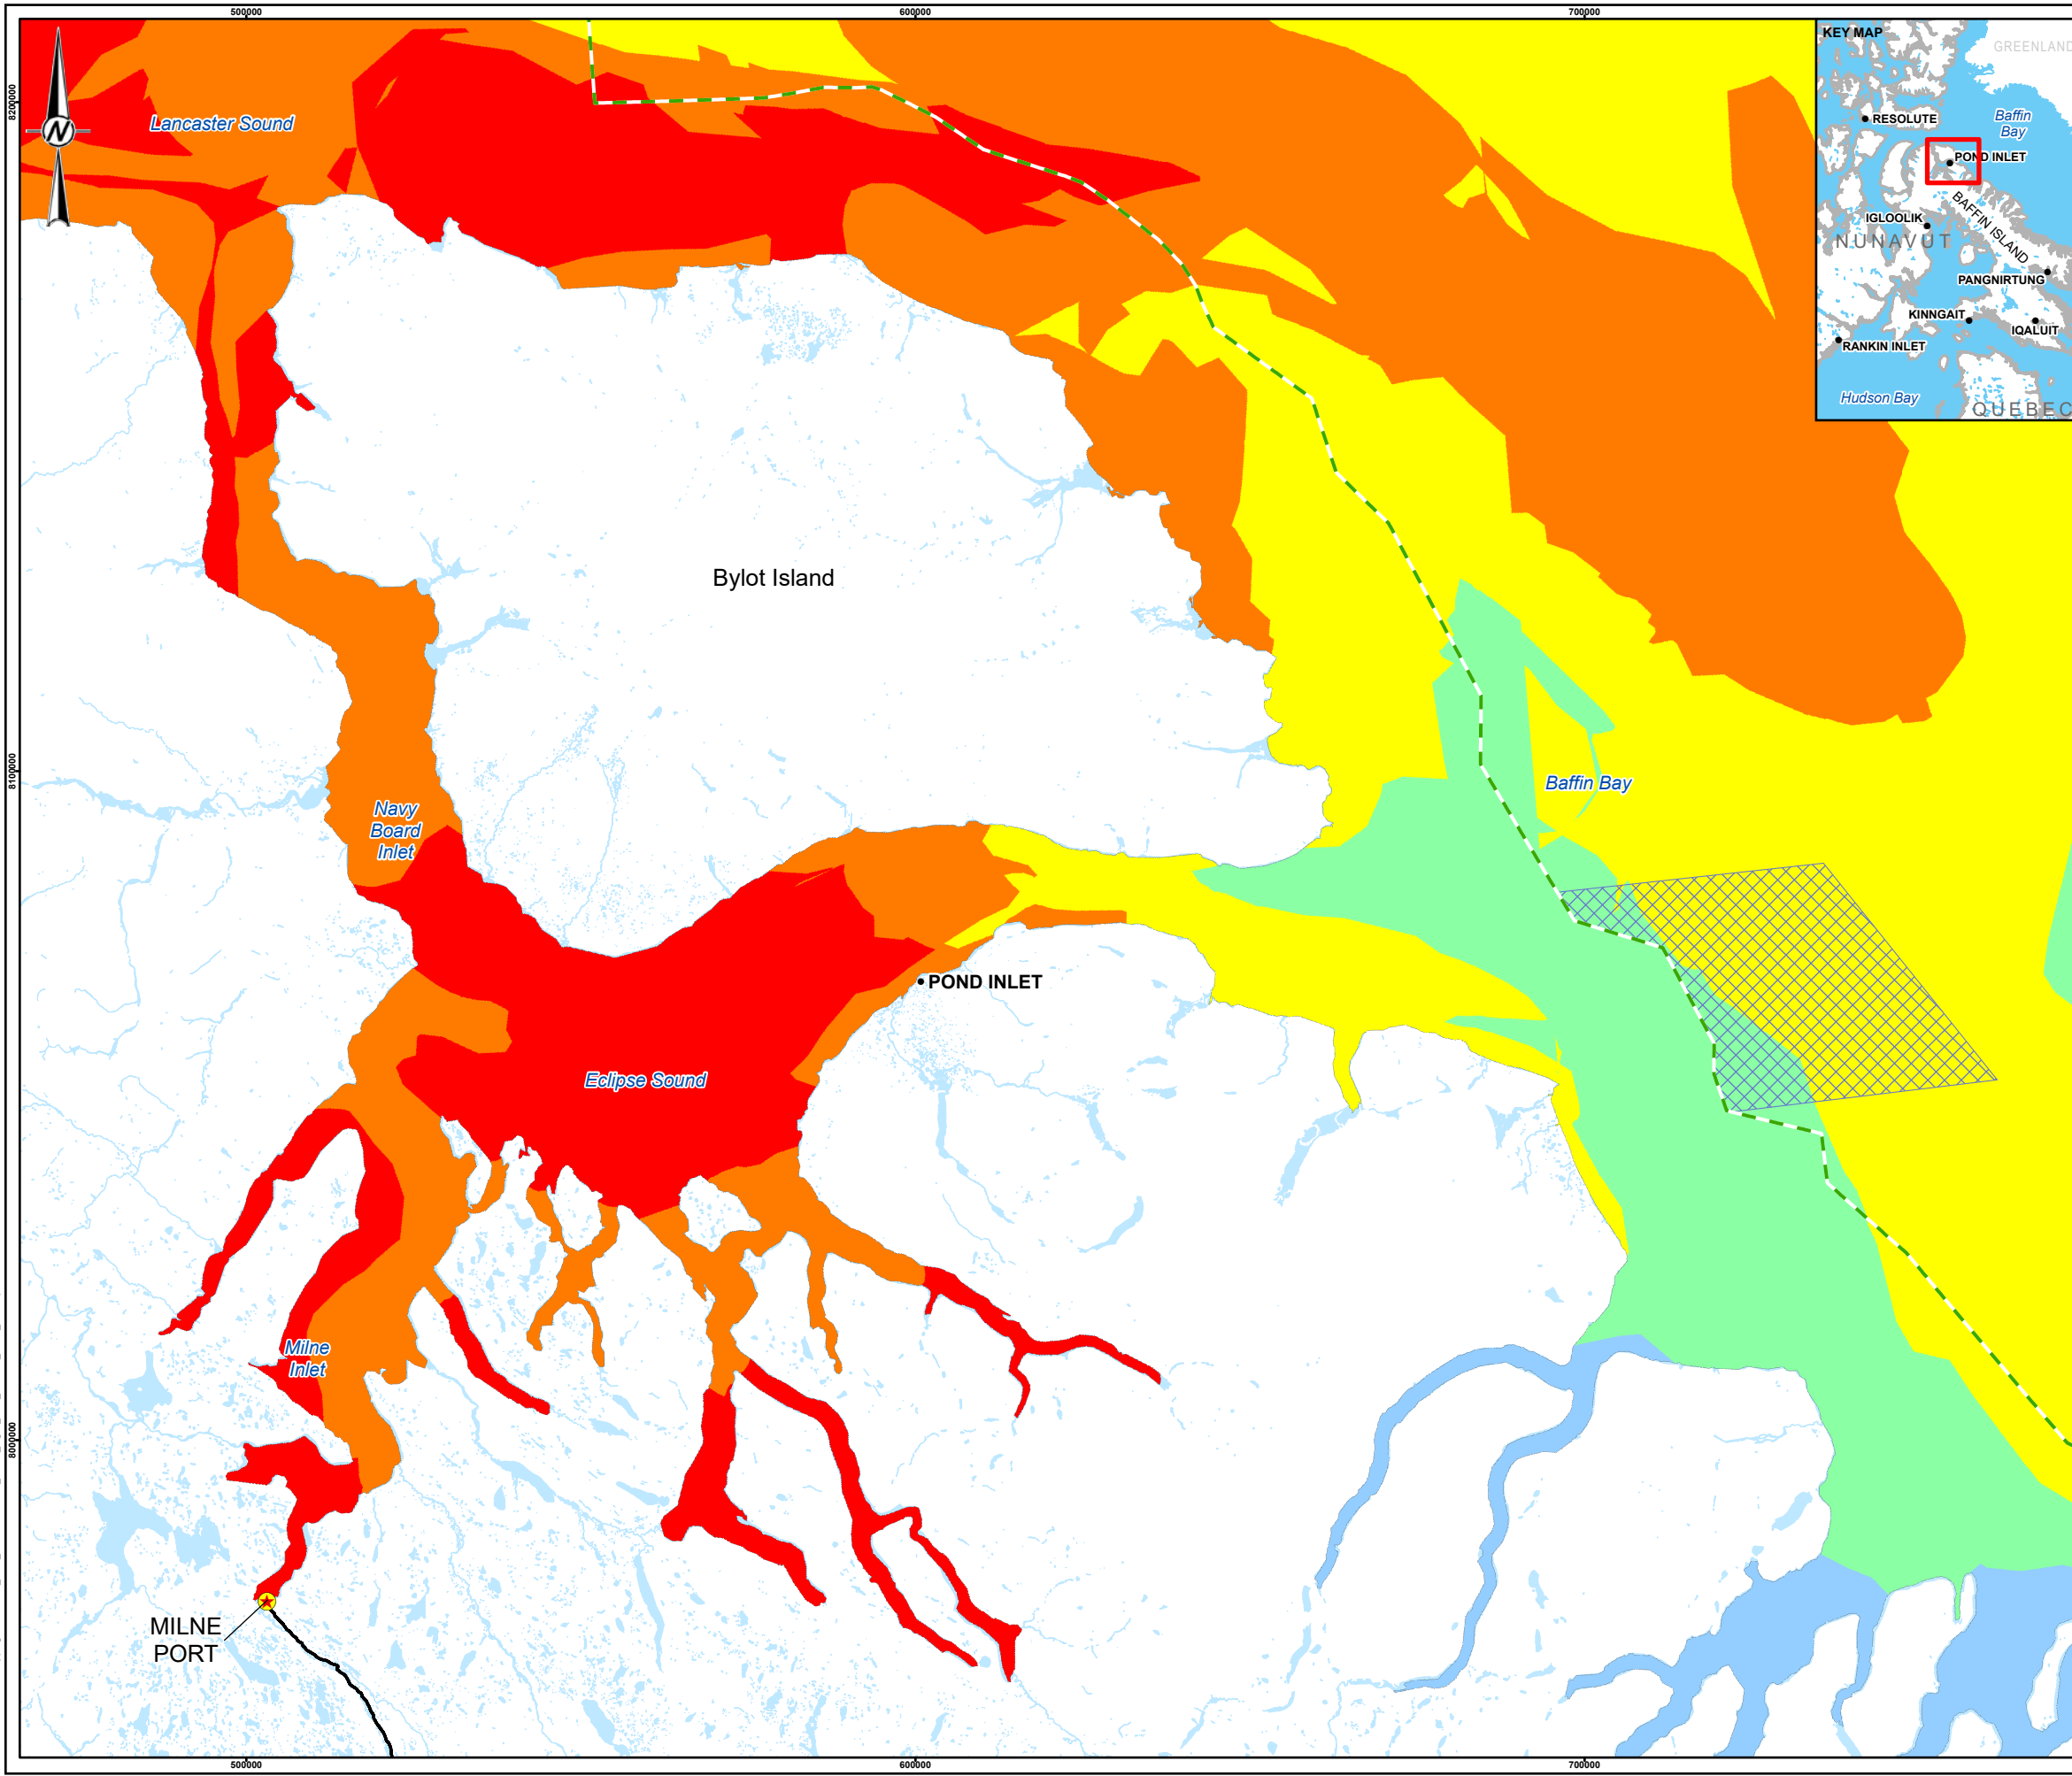 500000
600000
700000
KEY MAP
GREENLAND
Baffin
Bay
RESOLUTE
POND INLET
BAFFIN ISLAND
IGLOOLIK
NUNAVUT
PANGNIRTUNG
KINNGAIT
IQALUIT
RANKIN INLET
Hudson Bay
QUEBEC
8200000
N
Lancaster Sound
Bylot Island
8100000
Navy
Board
Inlet
Baffin Bay
POND INLET
Eclipse Sound
Milne
Inlet
8000000
MILNE
PORT
500000
600000
700000